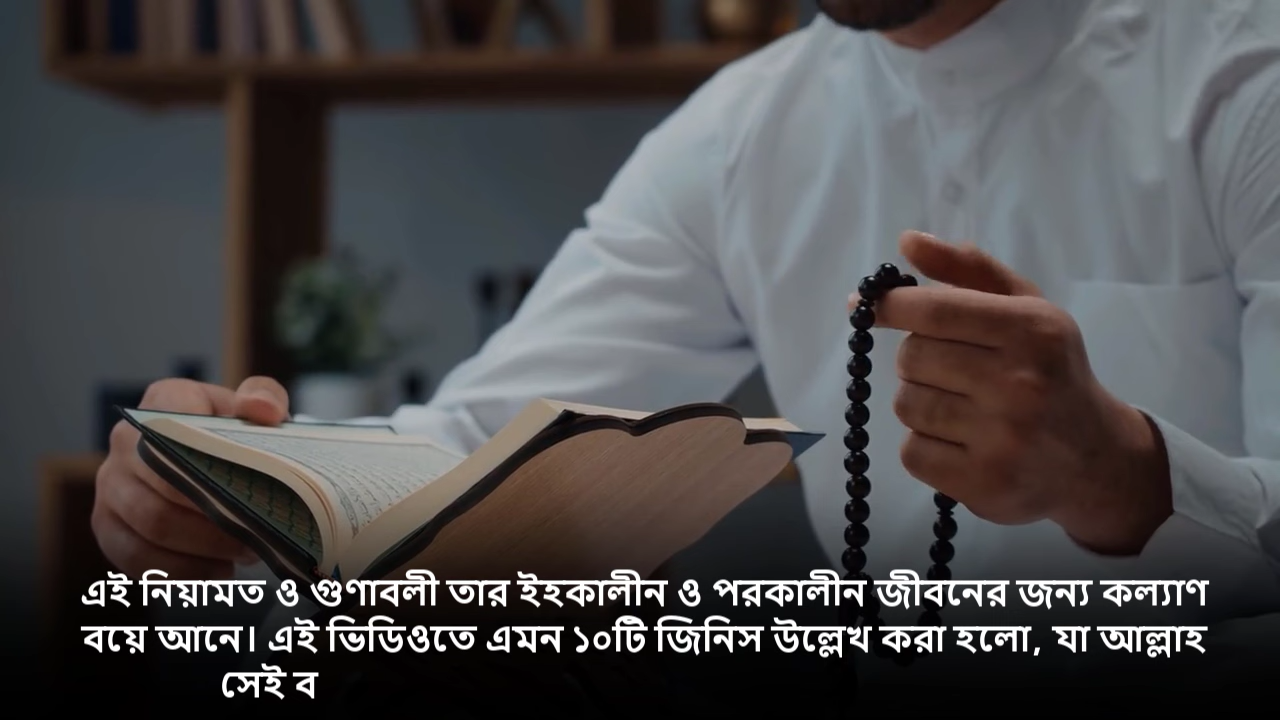 এই নিয়ামত ও গুণাবলী তার ইহকালীন ও পরকালীন জীবনের জন্য কল্যাণ
বয়ে আনে। এই ভিডিওতে এমন ১০টি জিনিস উল্লেখ করা হলো, যা আল্লাহ
সেই ব